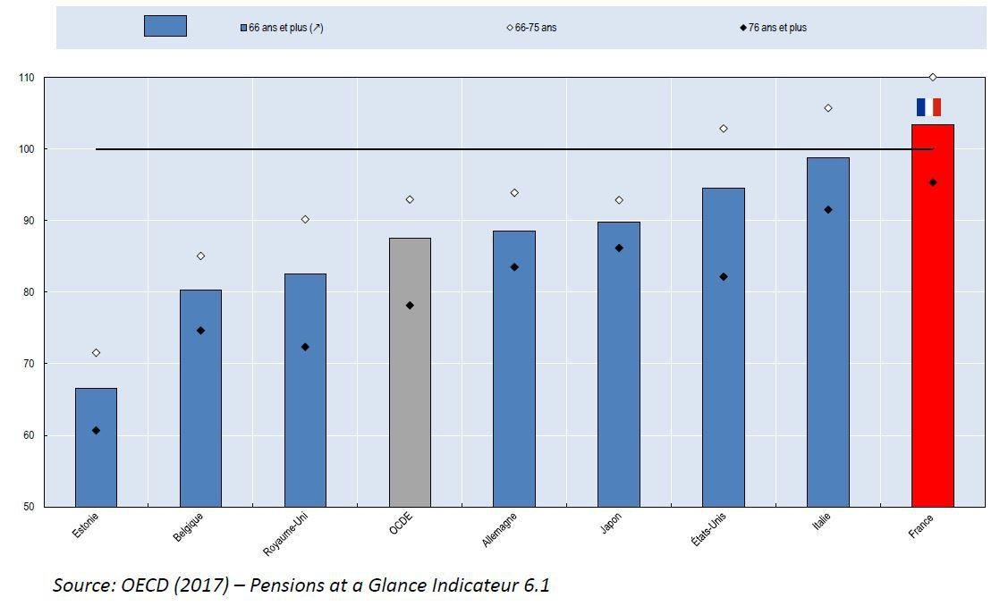 66 ans et plus (↗) 66-75 ans 76 ans et plus
110
100
90
80
70
60
50
Estonie Belgique Royaume-Uni OCDE Allemagne Japon États-Unis Italie France
Source: OECD (2017) – Pensions at a Glance Indicateur 6.1